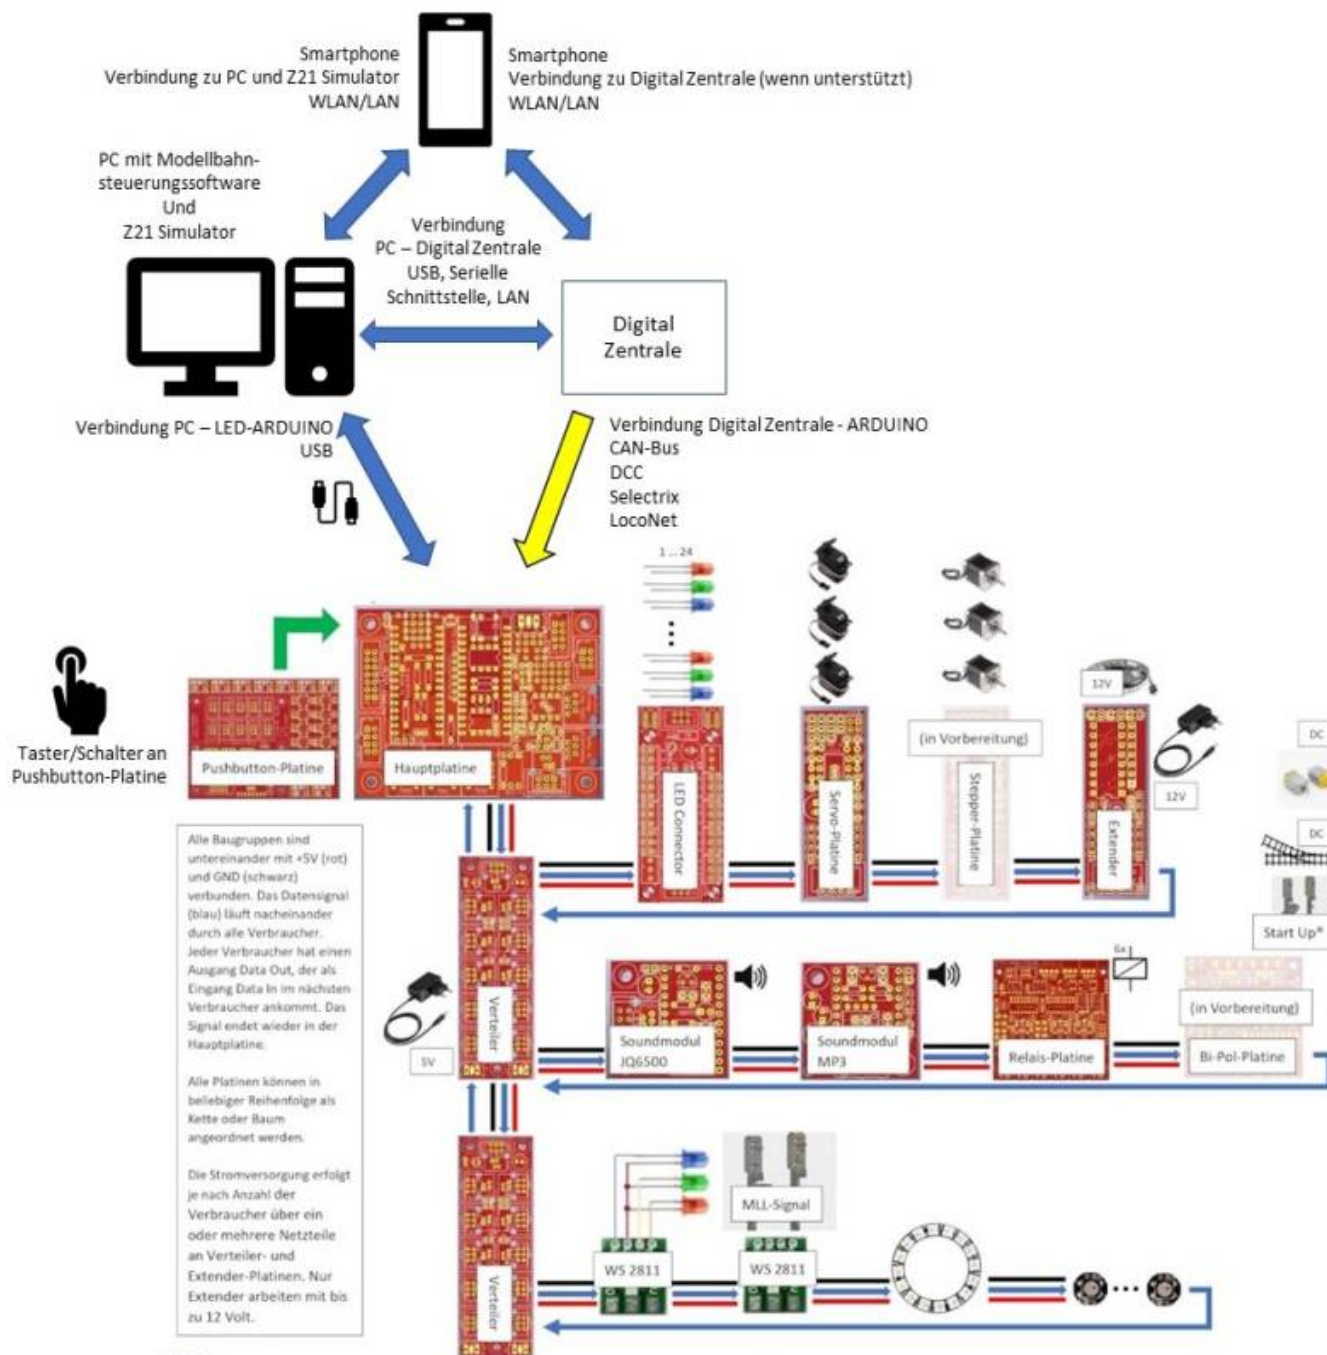 Smartphone
Verbindung zu PC und Z21 Simulator
WLAN/LAN
Smartphone
Verbindung zu Digital Zentrale (wenn unterstützt)
WLAN/LAN
PC mit Modellbahn-
steuerungssoftware
Und
Z21 Simulator
Verbindung
PC – Digital Zentrale
USB, Serielle
Schnittstelle, LAN
Digital
Zentrale
Verbindung PC – LED-ARDUINO
USB
Verbindung Digital Zentrale - ARDUINO
CAN-Bus
DCC
Selectrix
LocoNet
1 ... 24
Taster/Schalter an
Pushbutton-Platine
Pushbutton-Platine
Hauptplatine
LED Connector
Servo-Platine
(in Vorbereitung)
Stepper-Platine
12V
Extender
12V
DC
DC
Start Up®
Alle Baugruppen sind
untereinander mit +5V (rot)
und GND (schwarz)
verbunden. Das Datensignal
(blau) läuft nacheinander
durch alle Verbraucher.
Jeder Verbraucher hat einen
Ausgang Data Out, der als
Eingang Data In im nächsten
Verbraucher ankommt. Das
Signal endet wieder in der
Hauptplatine.
Alle Platinen können in
beliebiger Reihenfolge als
Kette oder Baum
angeordnet werden.
Die Stromversorgung erfolgt
je nach Anzahl der
Verbraucher über ein
oder mehrere Netzteile
an Verteiler- und
Extender-Platinen. Nur
Extender arbeiten mit bis
zu 12 Volt.
5V
Verteiler
Soundmodul
JQ6500
Soundmodul
MP3
6x
Relais-Platine
(in Vorbereitung)
Bi-Pol-Platine
Verteiler
WS 2811
MLL-Signal
WS 2811